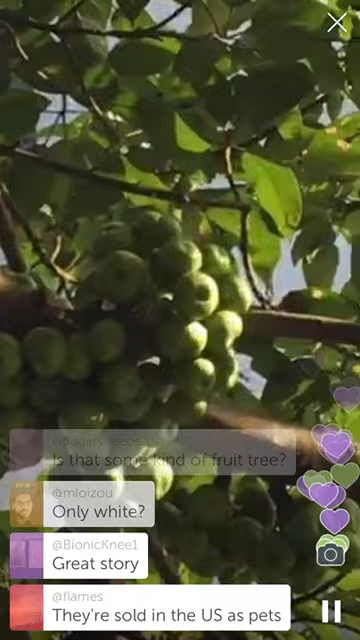 Is that some kind of fruit tree?
@mloizou
Only white?
@BionicKnee1
Great story
@flames
They're sold in the US as pets